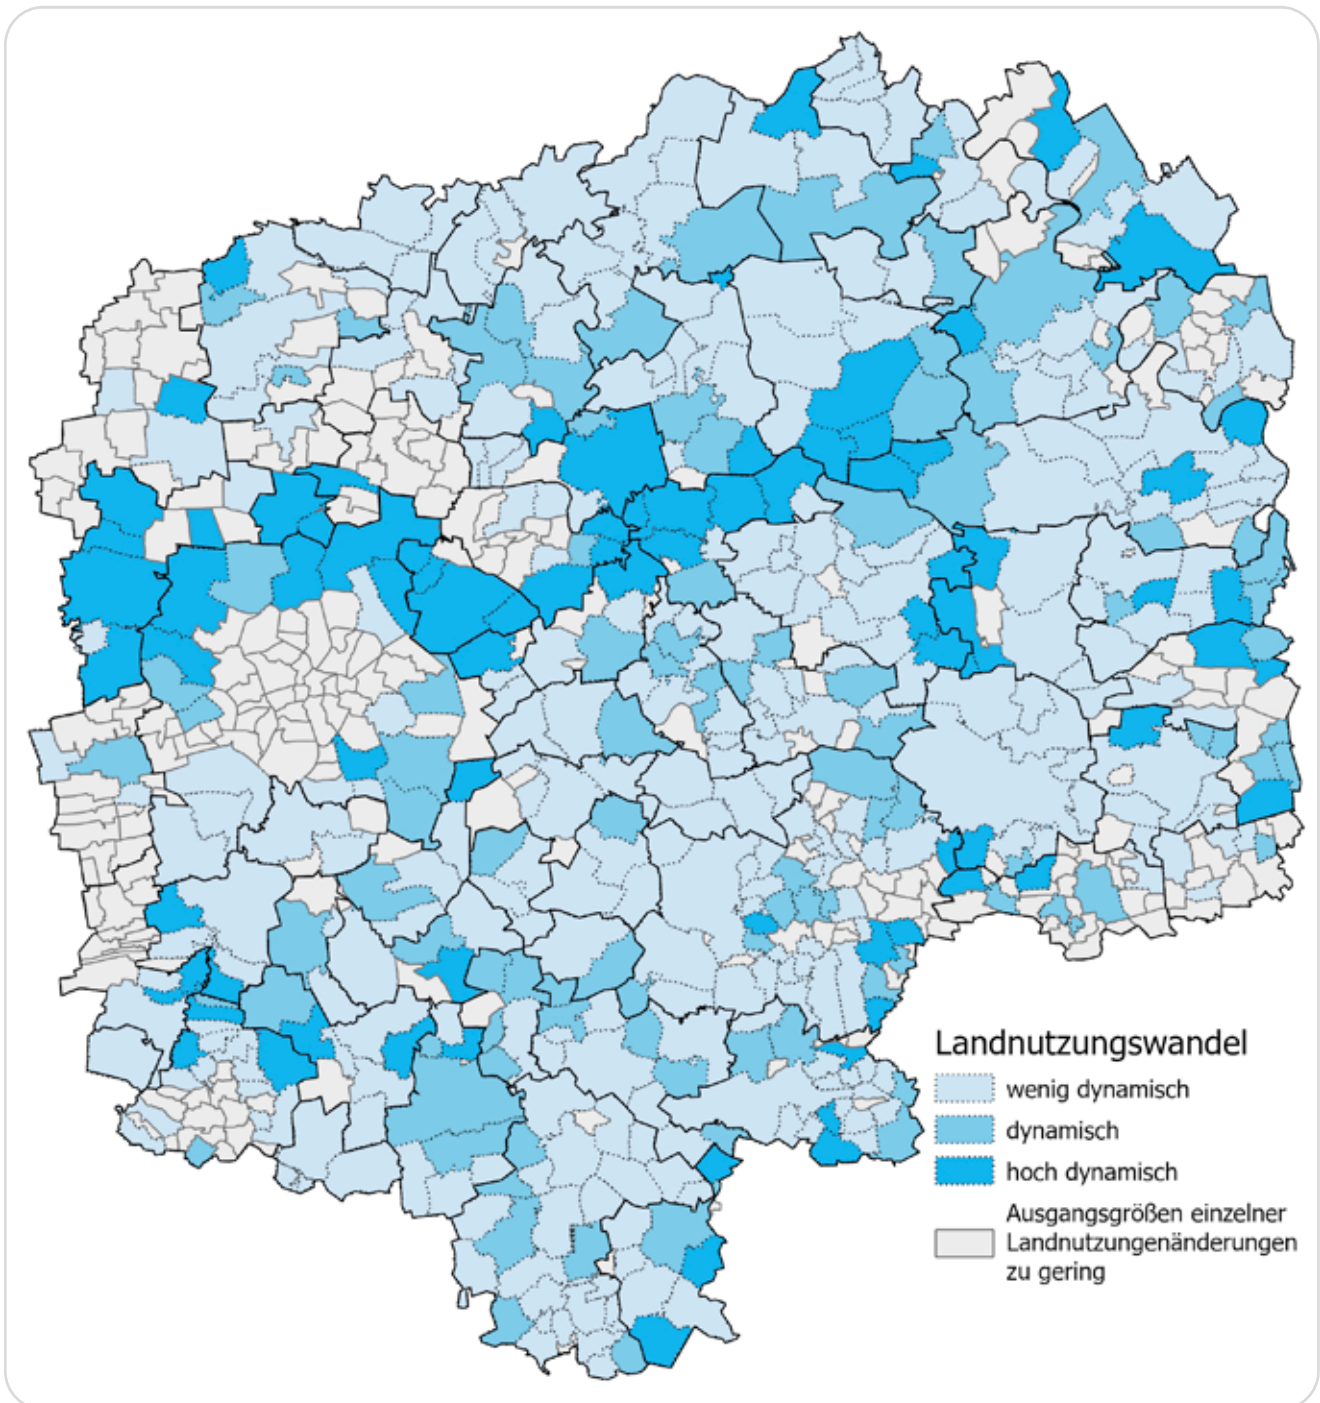 Landnutzungswandel
wenig dynamisch
dynamisch
hoch dynamisch
Ausgangsgrößen einzelner
Landnutzungenänderungen
zu gering